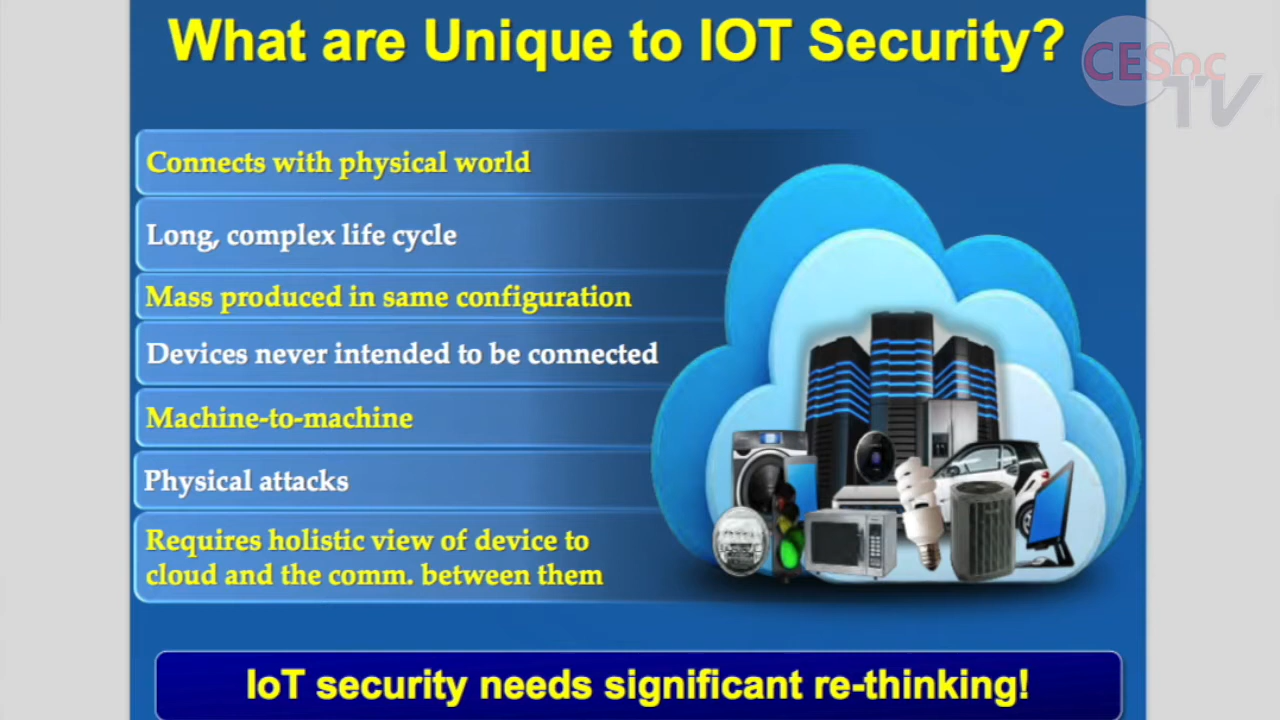 What are Unique to IOT Security?
CESoc
TV
Connects with physical world
Long, complex life cycle
Mass produced in same configuration
Devices never intended to be connected
Machine-to-machine
Physical attacks
Requires holistic view of device to
cloud and the comm. between them
IoT security needs significant re-thinking!